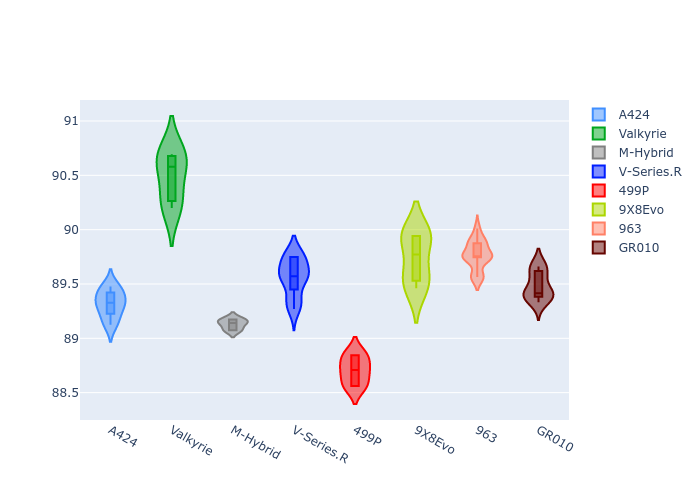 91
90.5
90
89.5
89
88.5
A424
Valkyrie
M-Hybrid
V-Series.R
499P
9X8Evo
963
GR010
A424
Valkyrie
M-Hybrid
V-Series.R
499P
9X8Evo
963
GR010